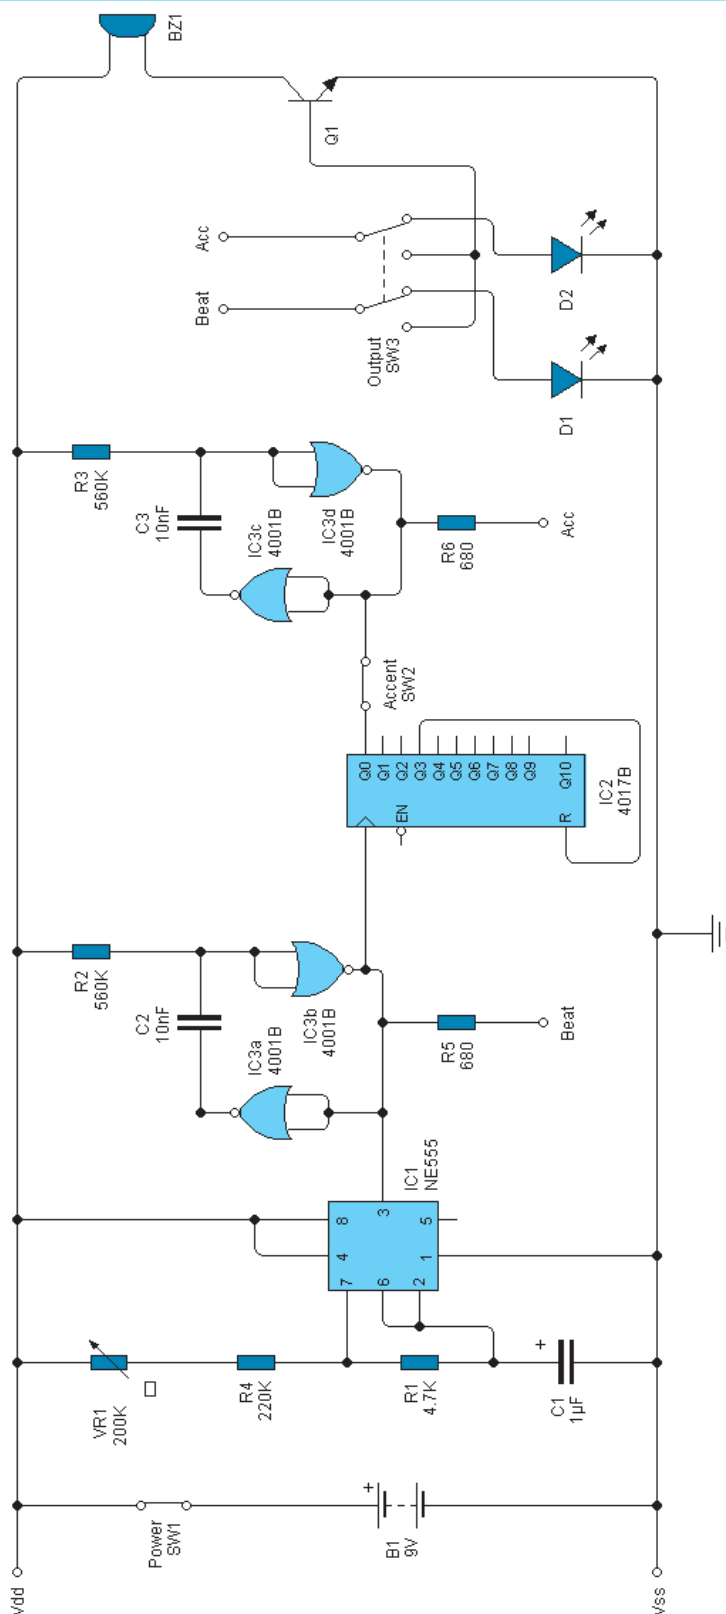 Vdd
Vss
Power
SW1
B1
9V
+
VR1
200K
R4
220K
R1
4.7K
+
C1
1µF
7
6
2
4
1
8
3
5
IC1
NE555
C2
10nF
R2
560K
IC3a
4001B
IC3b
4001B
R5
680
Beat
EN
R
Q0
Q1
Q2
Q3
Q4
Q5
Q6
Q7
Q8
Q9
Q10
IC2
4017B
Accent
SW2
C3
10nF
R3
560K
IC3c
4001B
IC3d
4001B
R6
680
Acc
Output
SW3
Beat
Acc
D1
D2
Q1
BZ1